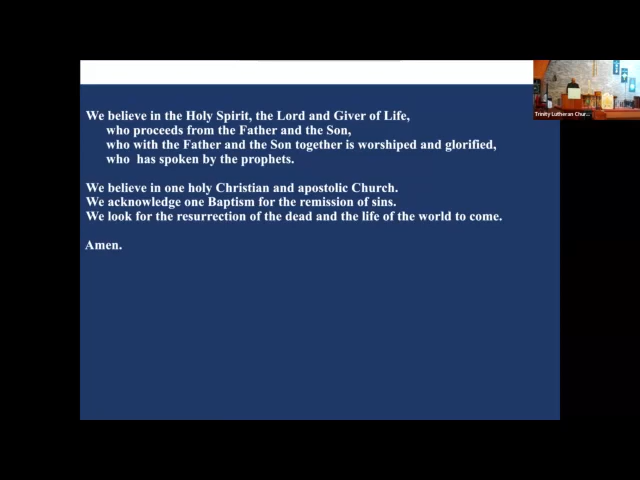 We believe in the Holy Spirit, the Lord and Giver of Life,
who proceeds from the Father and the Son,
who with the Father and the Son together is worshiped and glorified,
who has spoken by the prophets.
We believe in one holy Christian and apostolic Church.
We acknowledge one Baptism for the remission of sins.
We look for the resurrection of the dead and the life of the world to come.
Amen.
Trinity Lutheran Chur...